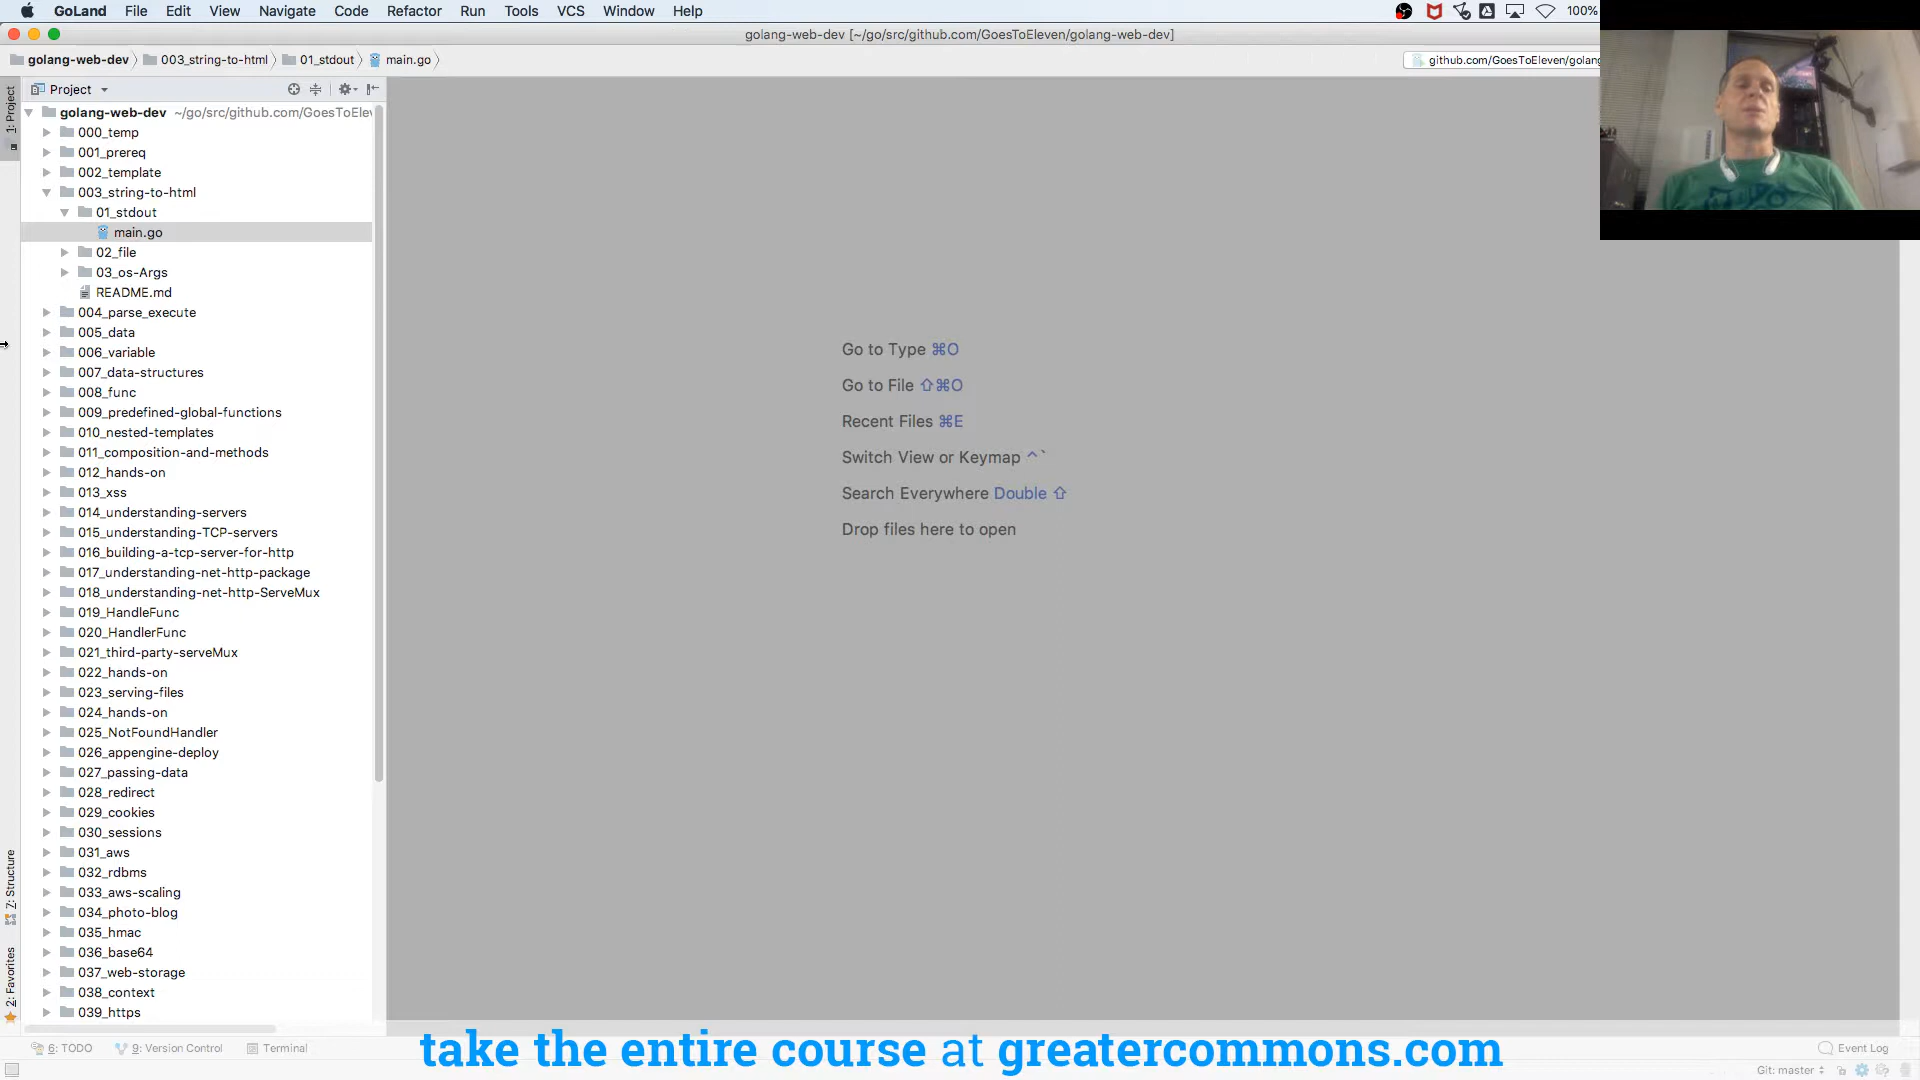 GoLand File Edit View Navigate Code Refactor Run Tools VCS Window Help
100%
golang-web-dev [~/go/src/github.com/GoesToEleven/golang-web-dev]
golang-web-dev 003_string-to-html 01_stdout main.go
github.com/GoesToEleven/golang
1: Project
Project
golang-web-dev ~/go/src/github.com/GoesToElev
000_temp
001_prereq
002_template
003_string-to-html
01_stdout
main.go
02_file
03_os-Args
README.md
004_parse_execute
005_data
006_variable
007_data-structures
008_func
009_predefined-global-functions
010_nested-templates
011_composition-and-methods
012_hands-on
013_xss
014_understanding-servers
015_understanding-TCP-servers
016_building-a-tcp-server-for-http
017_understanding-net-http-package
018_understanding-net-http-ServeMux
019_HandleFunc
020_HandlerFunc
021_third-party-serveMux
022_hands-on
023_serving-files
024_hands-on
025_NotFoundHandler
026_appengine-deploy
027_passing-data
028_redirect
029_cookies
030_sessions
031_aws
032_rdbms
033_aws-scaling
034_photo-blog
035_hmac
036_base64
037_web-storage
038_context
039_https
Go to Type ⌘O
Go to File ⇧⌘O
Recent Files ⌘E
Switch View or Keymap ^`
Search Everywhere Double ⇧
Drop files here to open
7: Structure
2: Favorites
6: TODO 9: Version Control Terminal
take the entire course at greatercommons.com
Event Log
Git: master